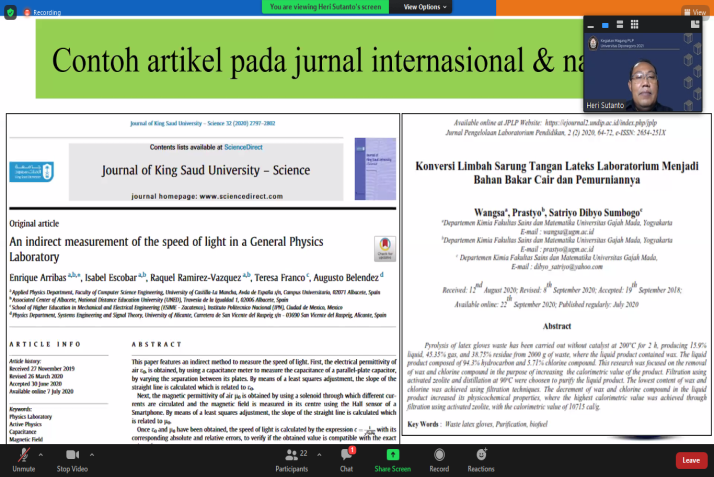 Recording
You are viewing Heri Sutanto's screen
View Options
View
Contoh artikel pada jurnal internasional & na
Kegiatan Magang PLP
Universitas Diponegoro 2020
Heri Sutanto
Journal of King Saud University – Science 32 (2020) 2797–2802
Contents lists available at ScienceDirect
Journal of King Saud University – Science
journal homepage: www.sciencedirect.com
Original article
An indirect measurement of the speed of light in a General Physics
Laboratory
Enrique Arribas a,b,*, Isabel Escobar a,b, Raquel Ramirez-Vazquez a,b, Teresa Franco c, Augusto Belendez d
a Applied Physics Department, Faculty of Computer Science Engineering, University of Castilla-La Mancha, Avda de España s/n, Campus Universitario, 02071 Albacete, Spain
b Associated Center of Albacete, National Distance Education University (UNED), Travesía de la Igualdad 1, 02006 Albacete, Spain
c School of Higher Education in Mechanical and Electrical Engineering (ESIME - Zacatenco), Instituto Politécnico Nacional (IPN), Ciudad de Mexico, Mexico
d Physics Department, Systems Engineering and Signal Theory, University of Alicante, Carretera de San Vicente del Raspeig s/n - 03690 San Vicente del Raspeig, Alicante, Spain
ARTICLE INFO
Article history:
Received 27 November 2019
Revised 26 March 2020
Accepted 30 June 2020
Available online 7 July 2020
Keywords:
Physics Laboratory
Active Physics
Capacitance
Magnetic Field
ABSTRACT
This paper features an indirect method to measure the speed of light. First, the electrical permittivity of
air ε₀, is obtained, by using a capacitance meter to measure the capacitance of a parallel-plate capacitor,
by varying the separation between its plates. By means of a least squares adjustment, the slope of the
straight line is calculated which is related to ε₀.
Next, the magnetic permittivity of air μ₀ is obtained by using a solenoid through which different cur-
rents are circulated and the magnetic field is measured in its centre using the Hall sensor of a
Smartphone. By means of a least squares adjustment, the slope of the straight line is calculated which
is related to μ₀.
Once ε₀ and μ₀ have been obtained, the speed of light is calculated by the expression c = 1/√(ε₀μ₀) with its
corresponding absolute and relative errors, to verify if the obtained value is compatible with the exact
Available online at JPLP Website: https://ejournal2.undip.ac.id/index.php/jplp
Jurnal Pengelolaan Laboratorium Pendidikan, 2 (2) 2020, 64-72, e-ISSN: 2654-251X
Konversi Limbah Sarung Tangan Lateks Laboratorium Menjadi
Bahan Bakar Cair dan Pemurniannya
Wangsa a, Prastyo b, Satriyo Dibyo Sumbogo c
a Departemen Kimia Fakultas Sains dan Matematika Universitas Gajah Mada, Yogyakarta
E-mail : wangsa@ugm.ac.id
b Departemen Kimia Fakultas Sains dan Matematika Universitas Gajah Mada, Yogyakarta
E-mail : prastyo@ugm.ac.id
c Departemen Kimia Fakultas Sains dan Matematika Universitas Gajah Mada,
E-mail : dibyo_satriyo@yahoo.com
Received: 12nd August 2020; Revised: 8th September 2020; Accepted: 19th September 2018;
Available online: 22th September 2020; Published regularly: July 2020
Abstract
Pyrolysis of latex gloves waste has been carried out without catalyst at 200°C for 2 h, producing 15.9%
liquid, 45.35% gas, and 38.75% residue from 2000 g of waste, where the liquid product contained wax. The liquid
product composed of 94.3% hydrocarbon and 5.71% chlorine compound. This research was focused on the removal
of wax and chlorine compound in the purpose of increasing the calorimetric value of the product. Filtration using
activated zeolite and distillation at 90°C were choosen to purify the liquid product. The lowest content of wax and
chlorine was achieved using filtration techniques. The decrement of wax and chlorine compound in the liquid
product increased its physicochemical properties, where the highest calorimetric value was achieved through
filtration using activated zeolite, with the calorimetric value of 10715 cal/g.
Key Words : Waste latex gloves, Purification, biofuel
Unmute
Stop Video
22
Participants
1
Chat
Share Screen
Record
Reactions
Leave